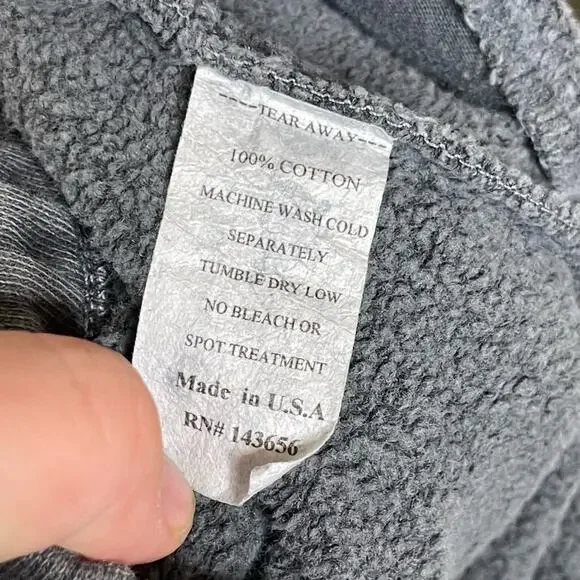 ----TEAR AWAY---
100% COTTON
MACHINE WASH COLD
SEPARATELY
TUMBLE DRY LOW
NO BLEACH OR
SPOT TREATMENT
Made in U.S.A
RN# 143656